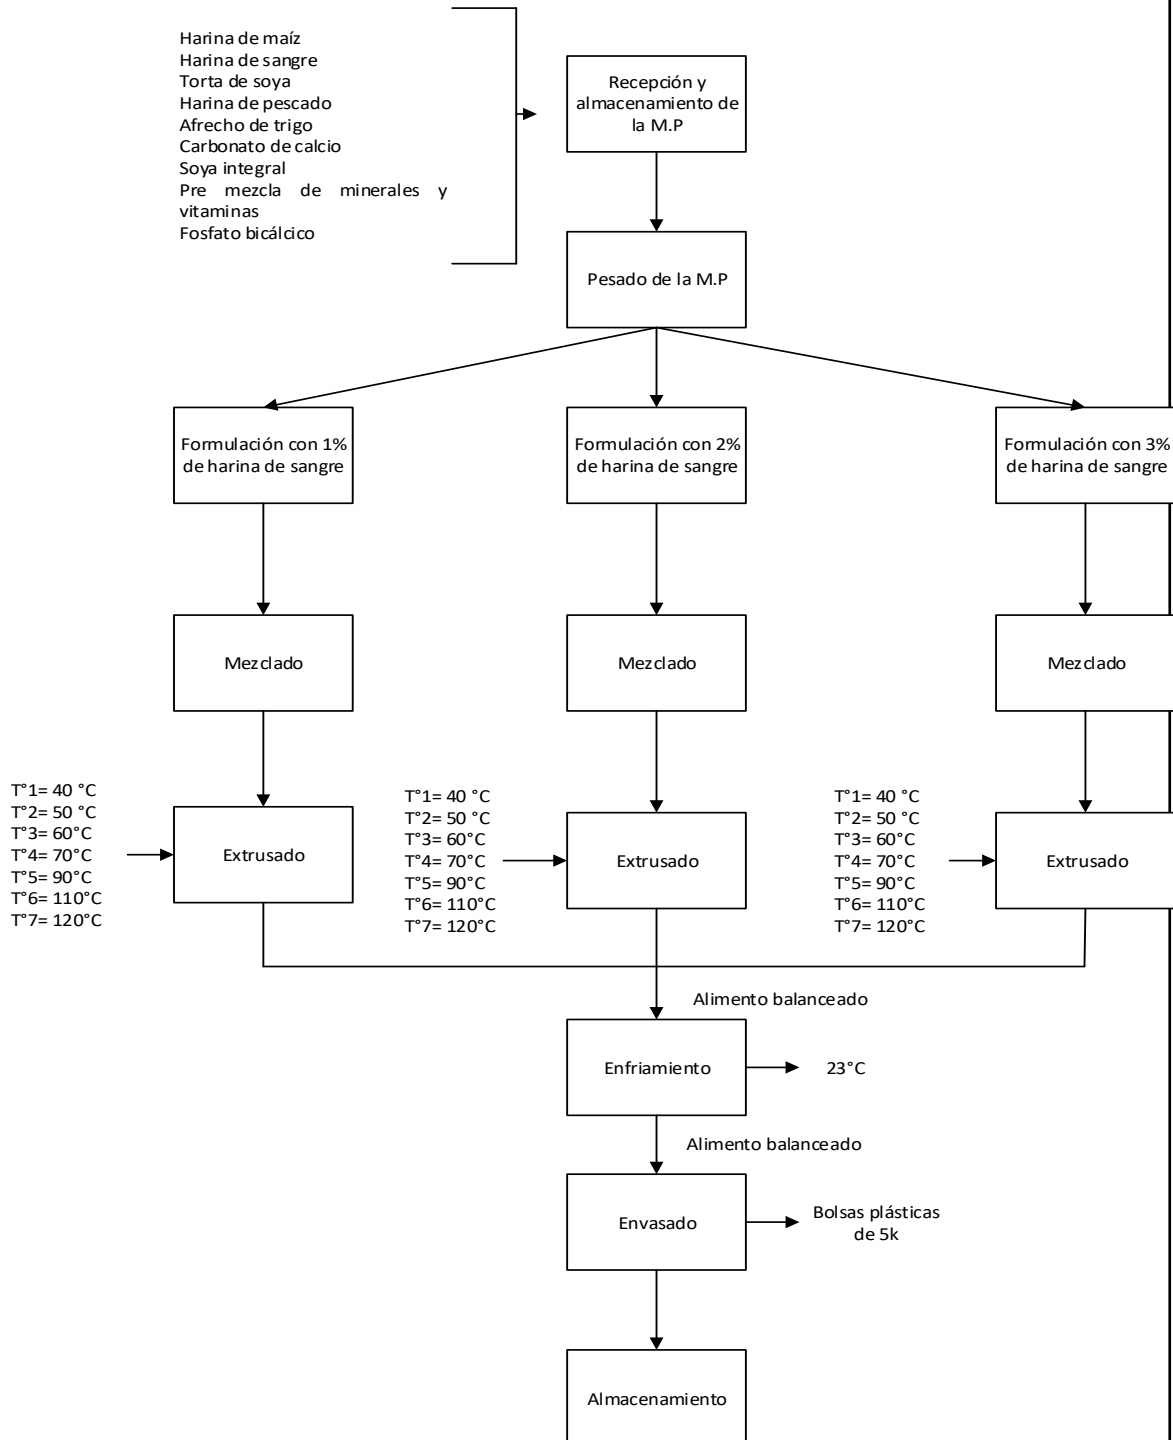 Harina de maíz
Harina de sangre
Torta de soya
Harina de pescado
Afrecho de trigo
Carbonato de calcio
Soya integral
Pre mezcla de minerales y
vitaminas
Fosfato bicálcico
Recepción y
almacenamiento de
la M.P
Pesado de la M.P
Formulación con 1%
de harina de sangre
Formulación con 2%
de harina de sangre
Formulación con 3%
de harina de sangre
Mezclado
Mezclado
Mezclado
T°1= 40 °C
T°2= 50 °C
T°3= 60°C
T°4= 70°C
T°5= 90°C
T°6= 110°C
T°7= 120°C
Extrusado
T°1= 40 °C
T°2= 50 °C
T°3= 60°C
T°4= 70°C
T°5= 90°C
T°6= 110°C
T°7= 120°C
Extrusado
T°1= 40 °C
T°2= 50 °C
T°3= 60°C
T°4= 70°C
T°5= 90°C
T°6= 110°C
T°7= 120°C
Extrusado
Alimento balanceado
Enfriamiento
23°C
Alimento balanceado
Envasado
Bolsas plásticas
de 5k
Almacenamiento